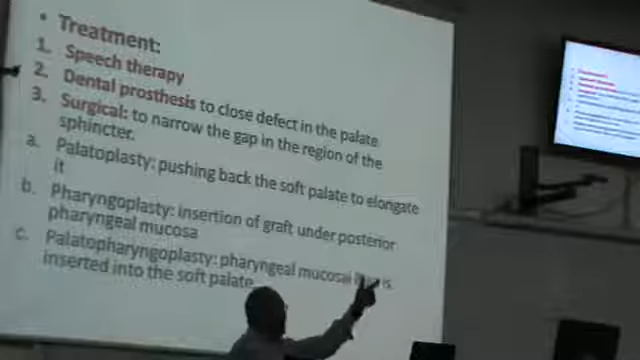 • Treatment:
1. Speech therapy
2. Dental prosthesis to close defect in the palate
3. Surgical: to narrow the gap in the region of the
sphincter.
a. Palatoplasty: pushing back the soft palate to elongate
it
b. Pharyngoplasty: insertion of graft under posterior
pharyngeal mucosa
c. Palatopharyngoplasty: pharyngeal mucosal is
inserted into the soft palate